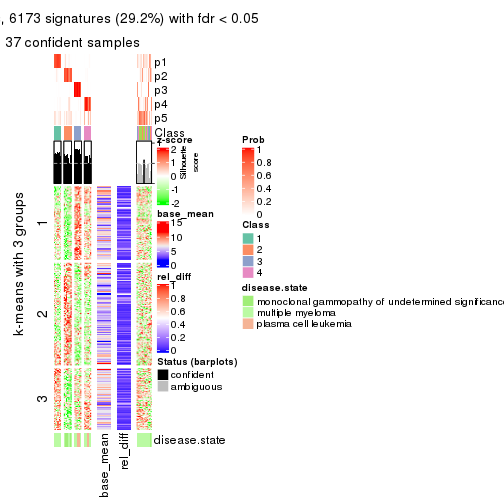 , 6173 signatures (29.2%) with fdr < 0.05
37 confident samples
p1
p2
p3
p4
p5
Class
z-score
2
1
0
-1
-2
Silhouette
score
base_mean
15
10
5
0
rel_diff
1
0.8
0.6
0.4
0.2
0
Status (barplots)
confident
ambiguous
Prob
1
0.8
0.6
0.4
0.2
0
Class
1
2
3
4
disease.state
monoclonal gammopathy of undetermined significance
multiple myeloma
plasma cell leukemia
k-means with 3 groups
1
2
3
base_mean
rel_diff
disease.state